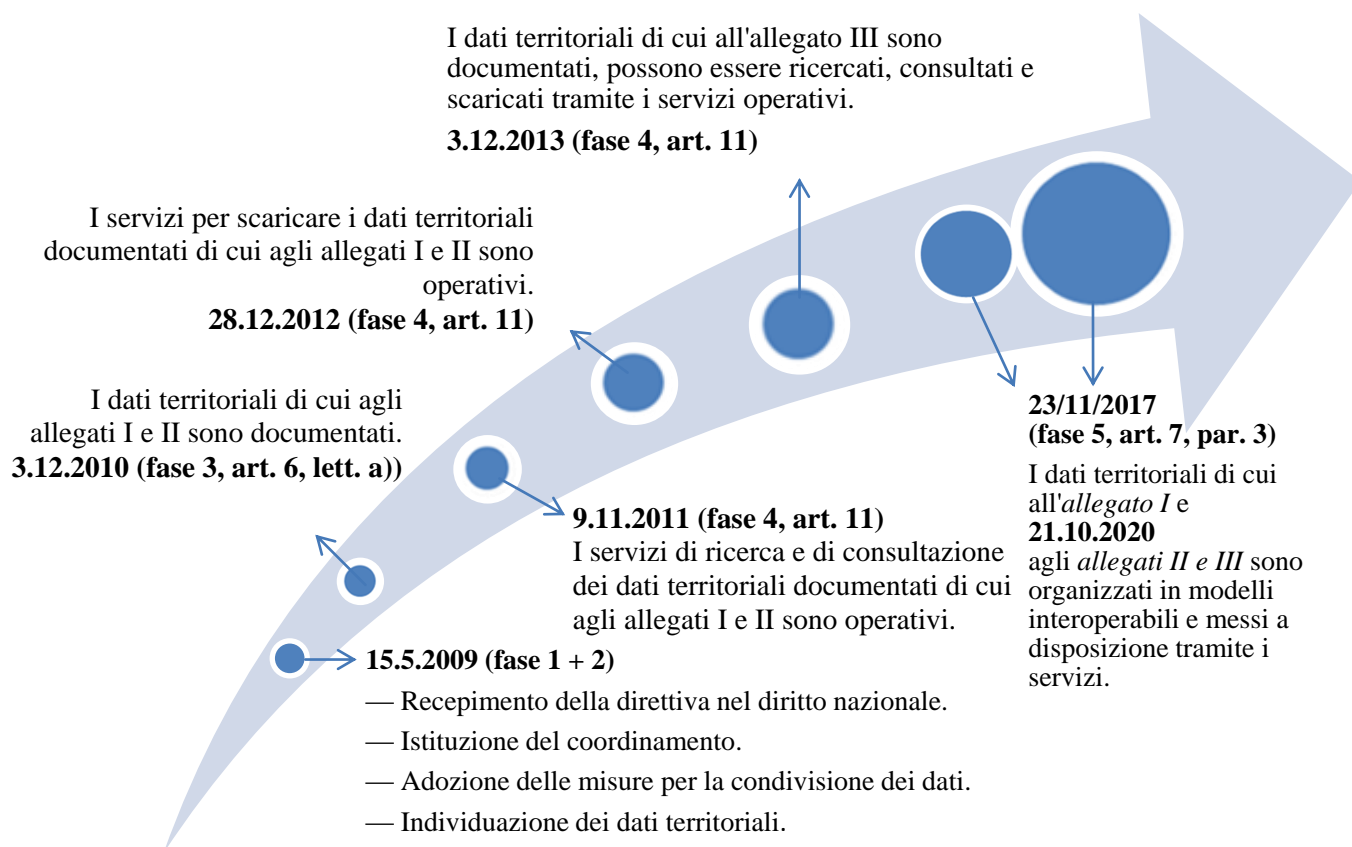 I dati territoriali di cui all'allegato III sono
documentati, possono essere ricercati, consultati e
scaricati tramite i servizi operativi.
3.12.2013 (fase 4, art. 11)
I servizi per scaricare i dati territoriali
documentati di cui agli allegati I e II sono
operativi.
28.12.2012 (fase 4, art. 11)
I dati territoriali di cui agli
allegati I e II sono documentati.
3.12.2010 (fase 3, art. 6, lett. a))
23/11/2017
(fase 5, art. 7, par. 3)
I dati territoriali di cui
all'allegato I e
21.10.2020
agli allegati II e III sono
organizzati in modelli
interoperabili e messi a
disposizione tramite i
servizi.
9.11.2011 (fase 4, art. 11)
I servizi di ricerca e di consultazione
dei dati territoriali documentati di cui
agli allegati I e II sono operativi.
15.5.2009 (fase 1 + 2)
— Recepimento della direttiva nel diritto nazionale.
— Istituzione del coordinamento.
— Adozione delle misure per la condivisione dei dati.
— Individuazione dei dati territoriali.